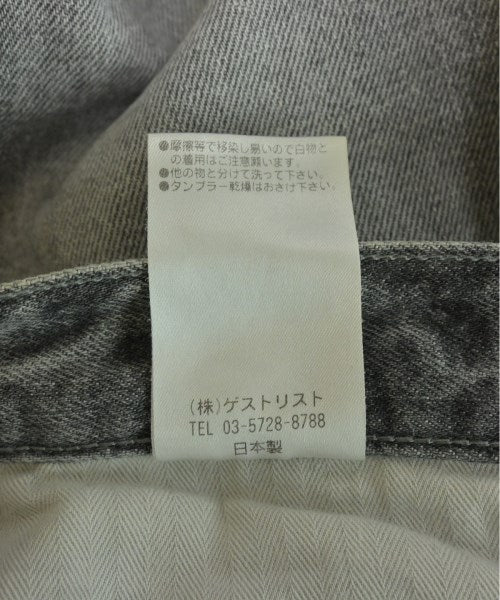 ●摩擦等で移染し易いので白物と
の着用はご注意願います。
●他の物と分けて洗って下さい。
●タンブラー乾燥はおさけ下さい。
(株)ゲストリスト
TEL 03-5728-8788
日本製